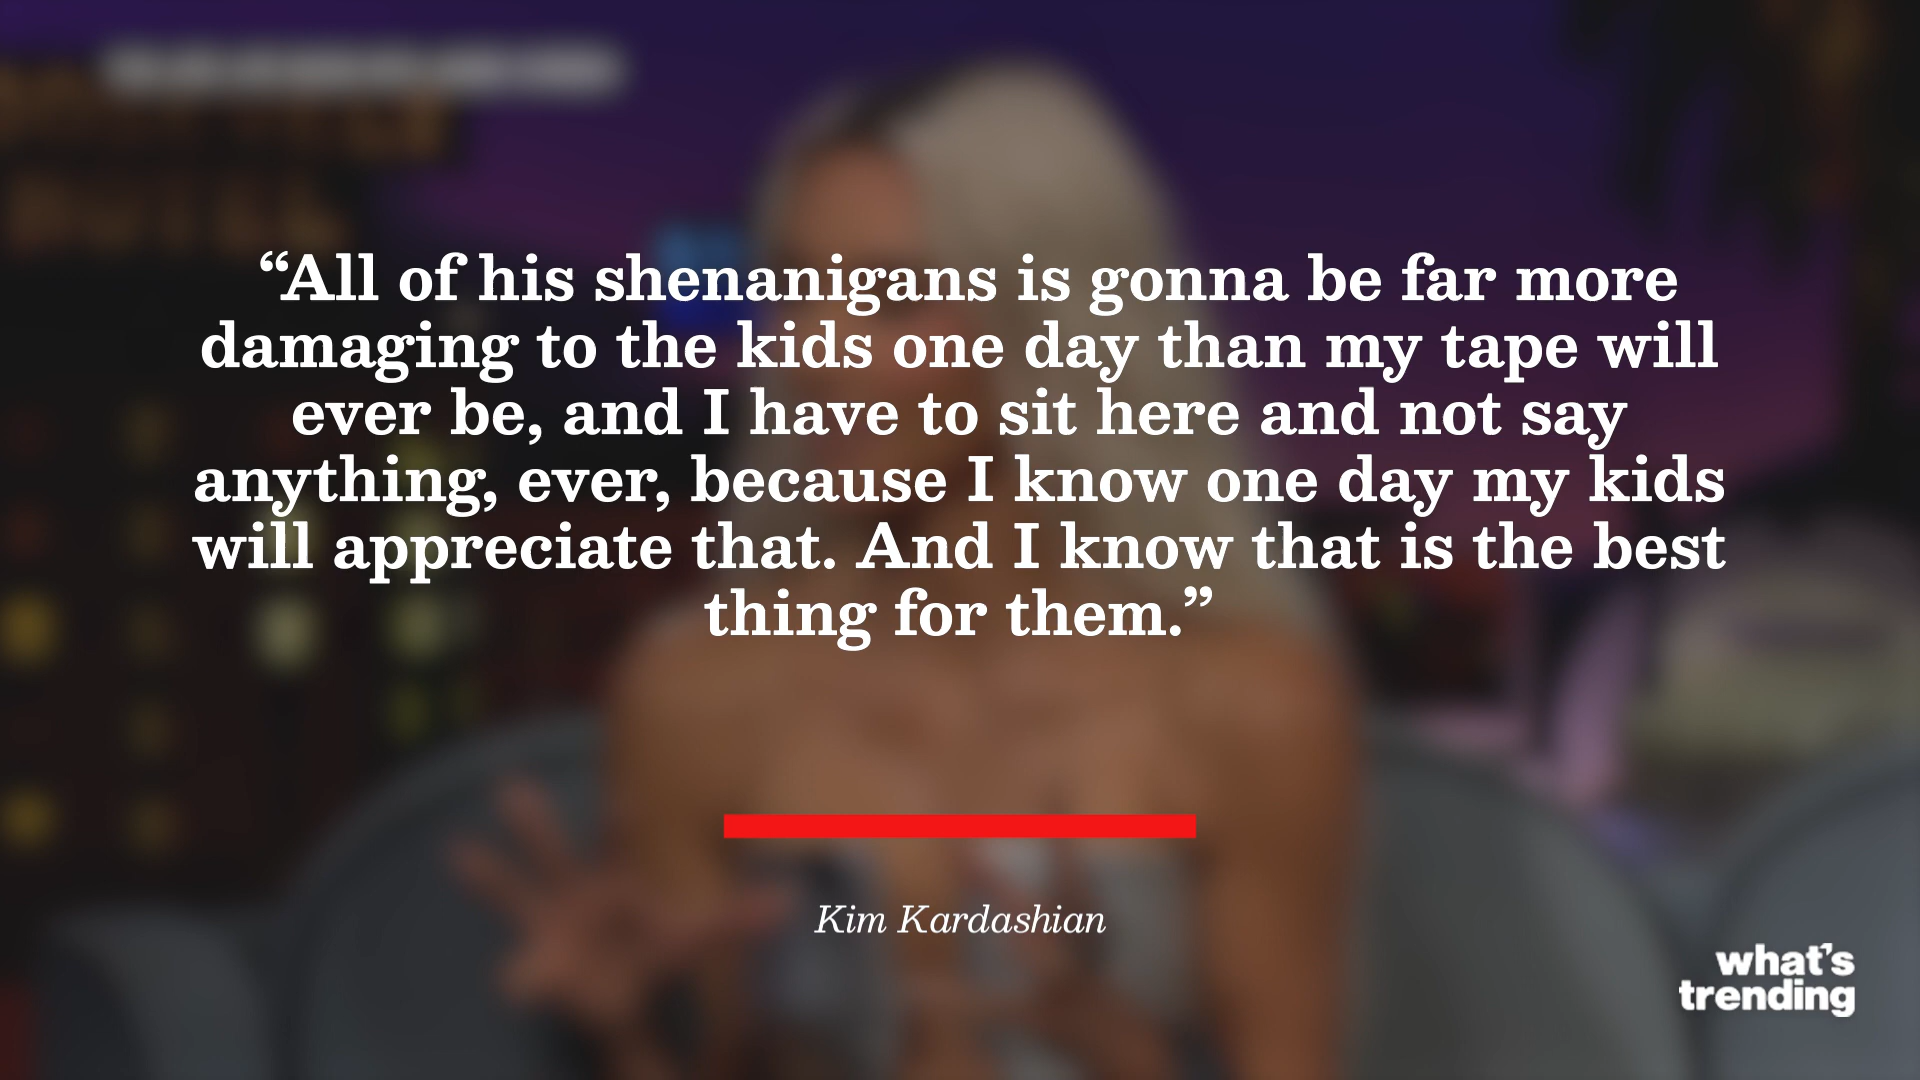 “All of his shenanigans is gonna be far more
damaging to the kids one day than my tape will
ever be, and I have to sit here and not say
anything, ever, because I know one day my kids
will appreciate that. And I know that is the best
thing for them.”
Kim Kardashian
what's
trending